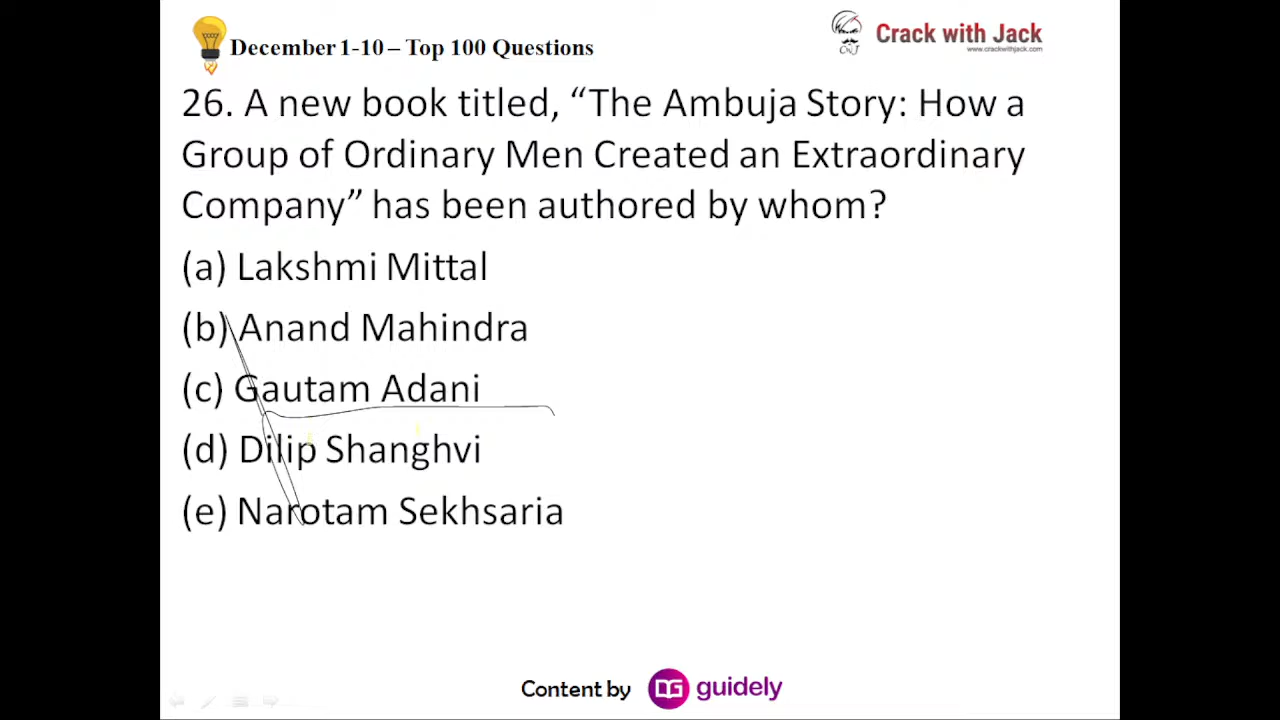 December 1-10 – Top 100 Questions
Crack with Jack
www.crackwithjack.com
CwJ
26. A new book titled, “The Ambuja Story: How a
Group of Ordinary Men Created an Extraordinary
Company” has been authored by whom?
(a) Lakshmi Mittal
(b) Anand Mahindra
(c) Gautam Adani
(d) Dilip Shanghvi
(e) Narotam Sekhsaria
Content by DG guidely